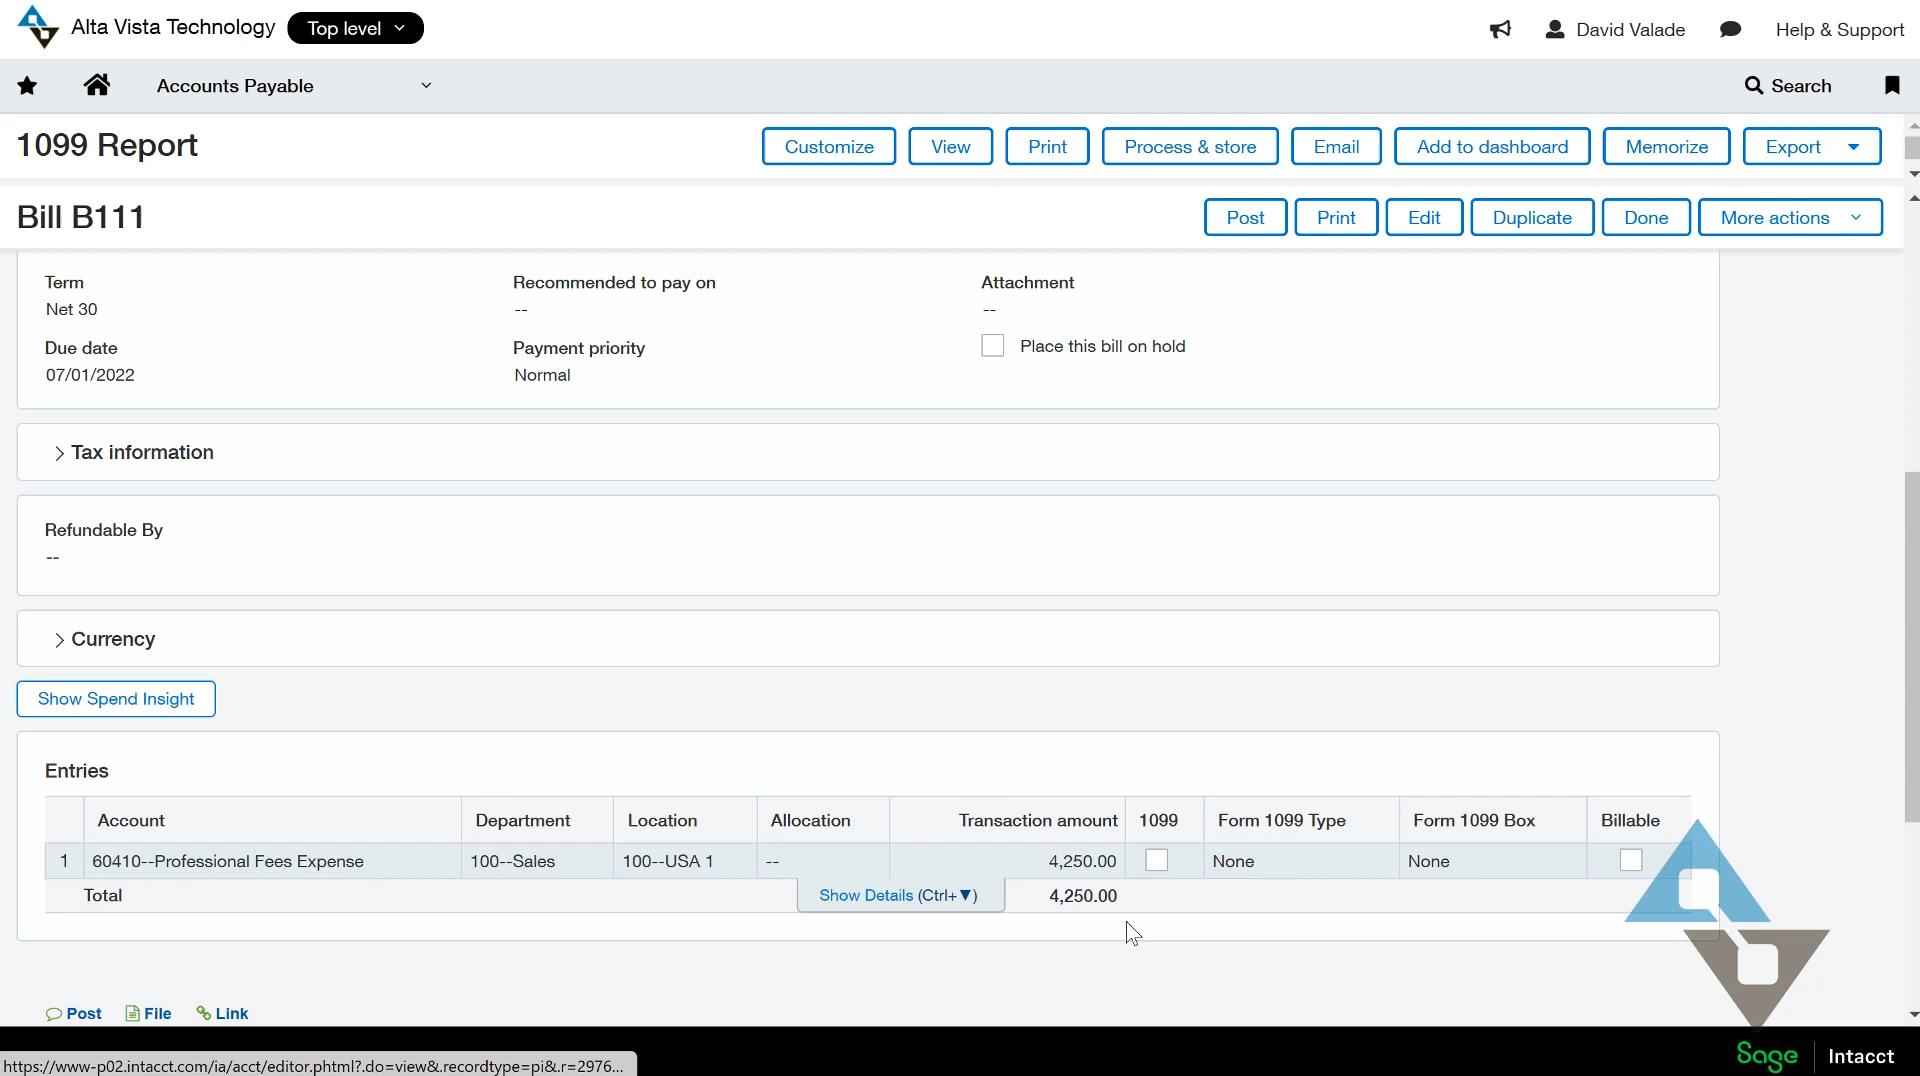 Alta Vista Technology Top level David Valade Help & Support
Accounts Payable Search
1099 Report Customize View Print Process & store Email Add to dashboard Memorize Export
Bill B111 Post Print Edit Duplicate Done More actions
Term Recommended to pay on Attachment
Net 30 -- --
Due date Payment priority Place this bill on hold
07/01/2022 Normal
Tax information
Refundable By
--
Currency
Show Spend Insight
Entries
Account Department Location Allocation Transaction amount 1099 Form 1099 Type Form 1099 Box Billable
1 60410--Professional Fees Expense 100--Sales 100--USA 1 -- 4,250.00 None None
Total Show Details (Ctrl+▼) 4,250.00
Post File Link
https://www-p02.intacct.com/ia/acct/editor.phtml?.do=view&.recordtype=pi&.r=2976...
Sage Intacct